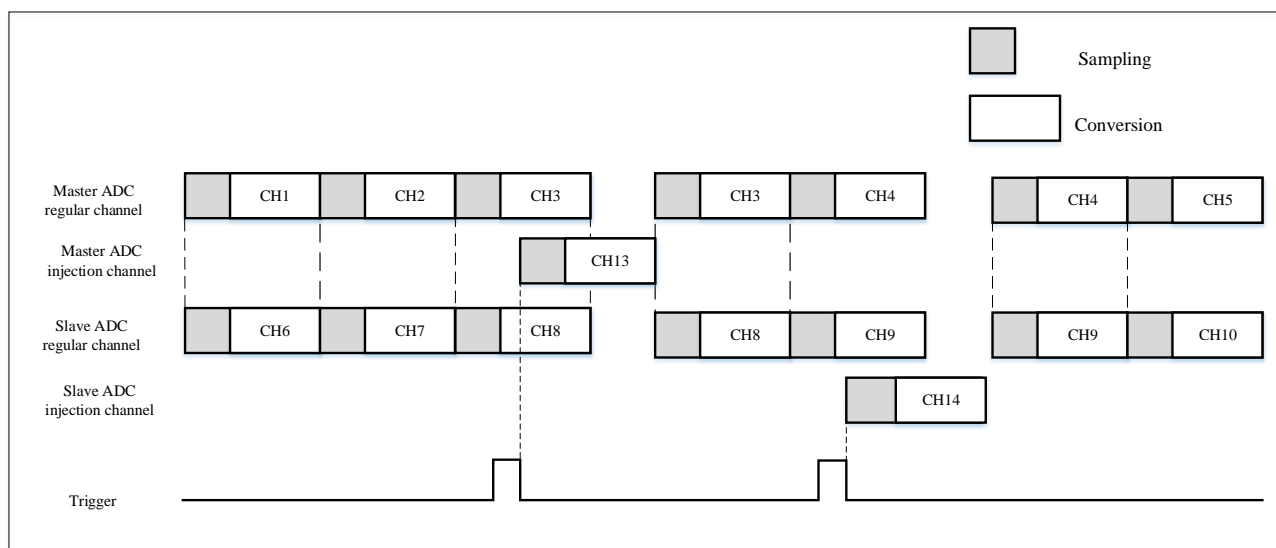 Sampling
Conversion
Master ADC
regular channel
CH1 CH2 CH3 CH3 CH4 CH4 CH5
Master ADC
injection channel
CH13
Slave ADC
regular channel
CH6 CH7 CH8 CH8 CH9 CH9 CH10
Slave ADC
injection channel
CH14
Trigger